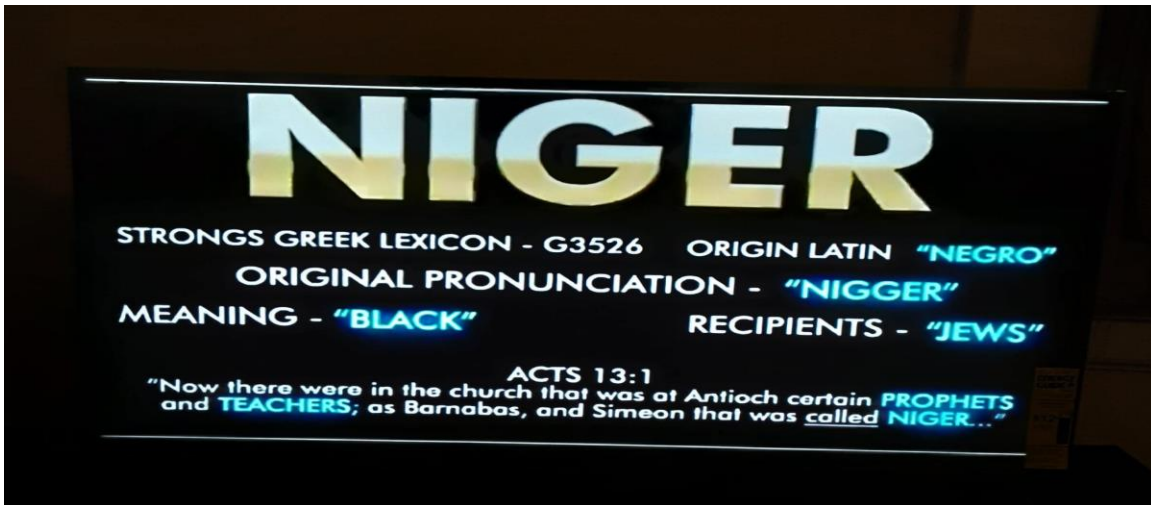 NIGER
STRONGS GREEK LEXICON - G3526 ORIGIN LATIN "NEGRO"
ORIGINAL PRONUNCIATION - "NIGGER"
MEANING - "BLACK" RECIPIENTS - "JEWS"
ACTS 13:1
"Now there were in the church that was at Antioch certain PROPHETS
and TEACHERS; as Barnabas, and Simeon that was called NIGER..."